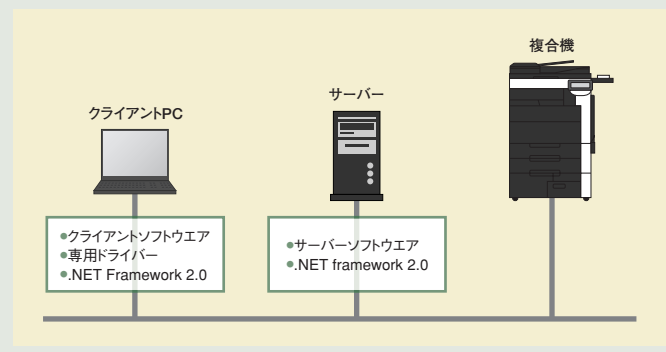 複合機
サーバー
クライアントPC
●クライアントソフトウエア
●専用ドライバー
●.NET Framework 2.0
●サーバーソフトウエア
●.NET framework 2.0